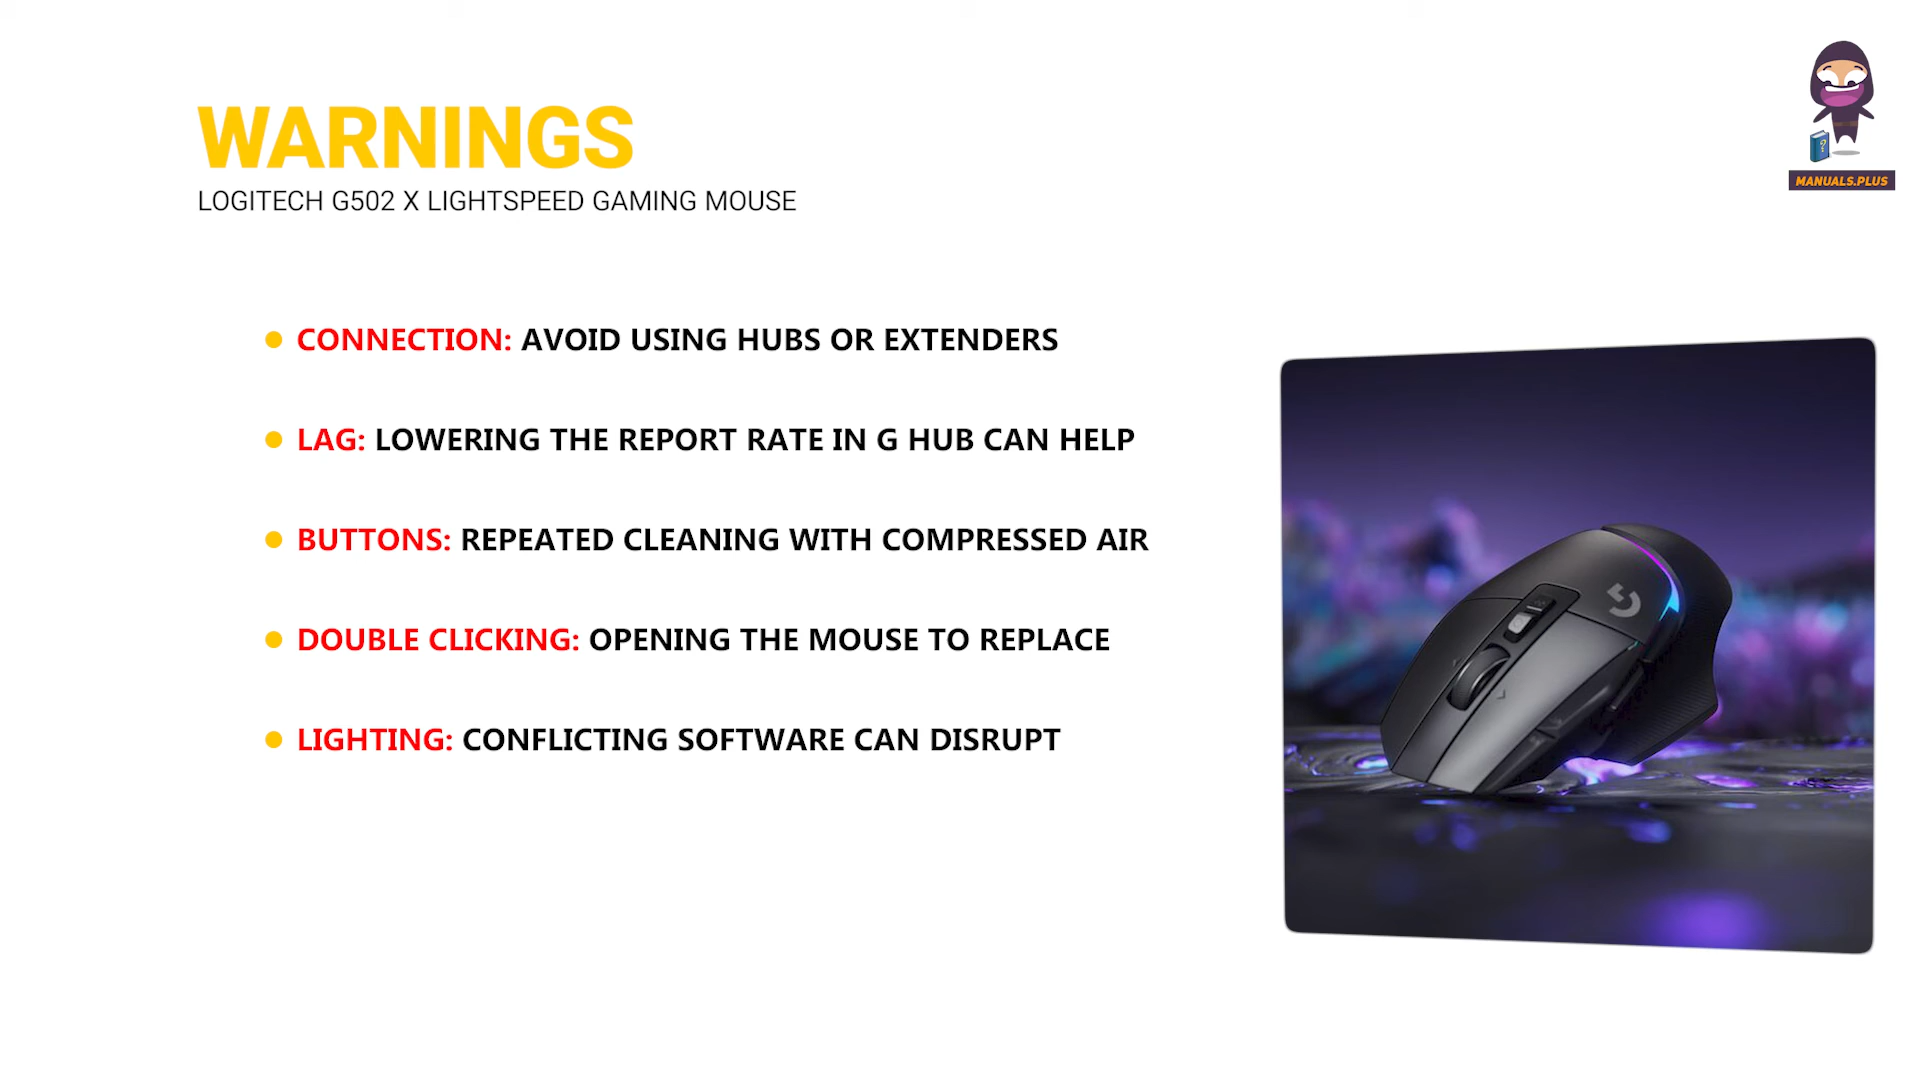 WARNINGS
LOGITECH G502 X LIGHTSPEED GAMING MOUSE
MANUALS.PLUS
CONNECTION: AVOID USING HUBS OR EXTENDERS
LAG: LOWERING THE REPORT RATE IN G HUB CAN HELP
BUTTONS: REPEATED CLEANING WITH COMPRESSED AIR
DOUBLE CLICKING: OPENING THE MOUSE TO REPLACE
LIGHTING: CONFLICTING SOFTWARE CAN DISRUPT